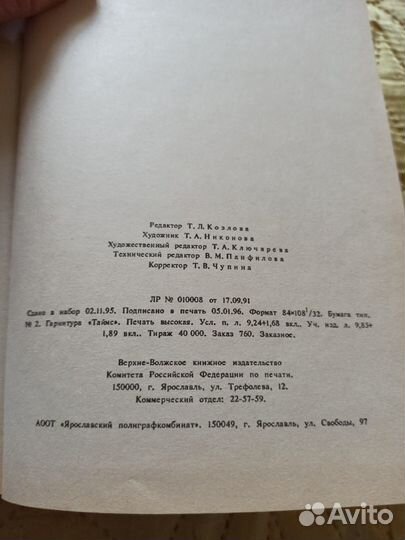 Редактор Т. Л. Козлова
Художник Т. А. Никонова
Художественный редактор Т. А. Ключарева
Технический редактор В. М. Панфилова
Корректор Т. В. Чупина
ЛР № 010008 от 17.09.91
Сдано в набор 02.11.95. Подписано в печать 05.01.96. Формат 84×108¹/32. Бумага тип.
№ 2. Гарнитура «Таймс». Печать высокая. Усл. п. л. 9,24+1,68 вкл.. Уч. изд. л. 9,85+
1,89 вкл.. Тираж 40 000. Заказ 760. Заказное.
Верхне-Волжское книжное издательство
Комитета Российской Федерации по печати.
150000, г. Ярославль, ул. Трефолева, 12.
Коммерческий отдел: 22-57-59.
АООТ «Ярославский полиграфкомбинат». 150049, г. Ярославль, ул. Свободы, 97
Avito